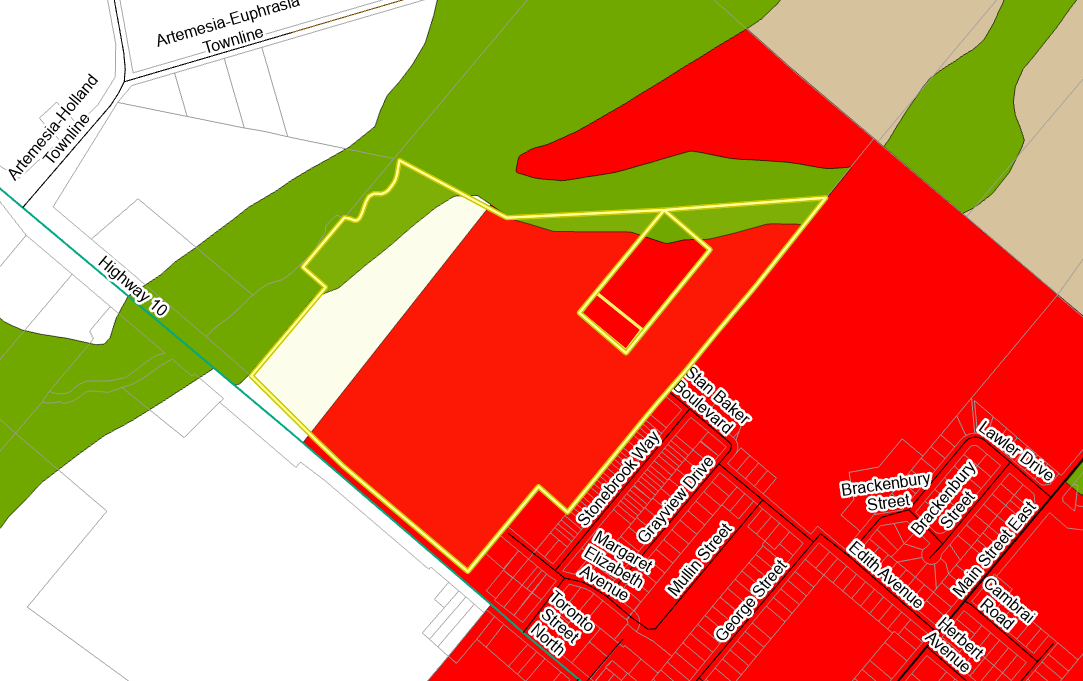 Artemesia-Euphrasia
Townline
Artemesia-Holland
Townline
Highway 10
Stan Baker
Boulevard
Stonebrook Way
Grayview Drive
Margaret
Elizabeth
Avenue
Mullin Street
Toronto
Street
North
George Street
Brackenbury
Street
Brackenbury
Street
Lawler Drive
Main Street East
Edith Avenue
Cambrai
Road
Herbert
Avenue